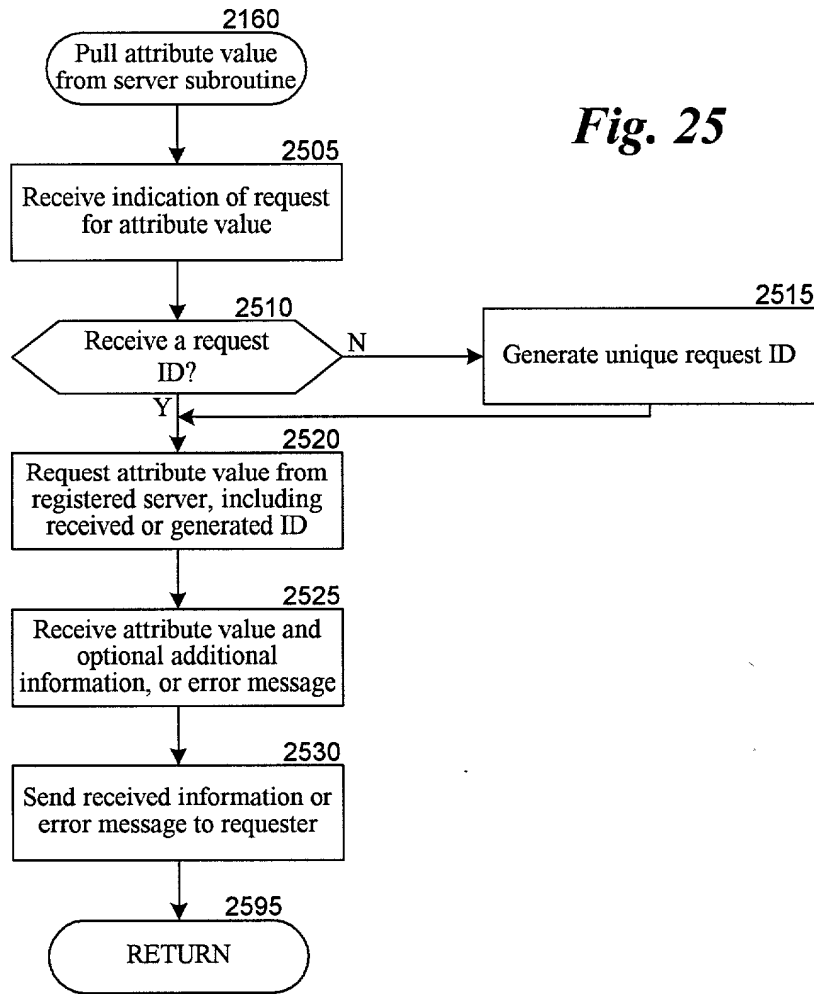 2160
Pull attribute value
from server subroutine
Fig. 25
2505
Receive indication of request
for attribute value
2510
Receive a request
ID?
N
Y
2515
Generate unique request ID
2520
Request attribute value from
registered server, including
received or generated ID
2525
Receive attribute value and
optional additional
information, or error message
2530
Send received information or
error message to requester
2595
RETURN